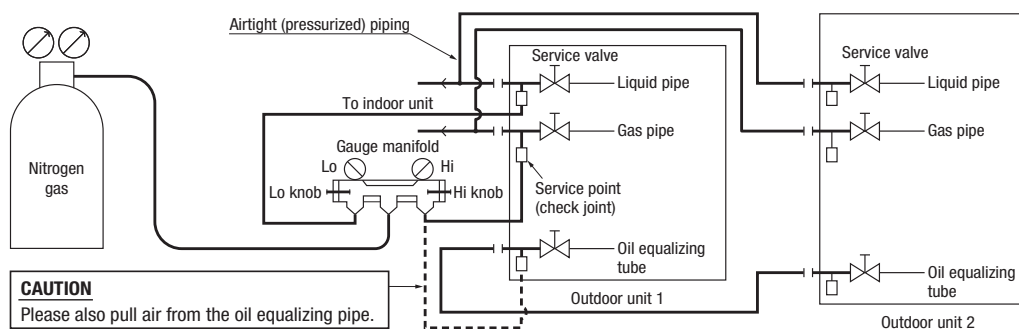 Airtight (pressurized) piping
Service valve
Liquid pipe
To indoor unit
Gas pipe
Gauge manifold
Lo
Hi
Lo knob
Hi knob
Service point
(check joint)
Nitrogen
gas
Oil equalizing
tube
Outdoor unit 1
CAUTION
Please also pull air from the oil equalizing pipe.
Service valve
Liquid pipe
Gas pipe
Oil equalizing
tube
Outdoor unit 2